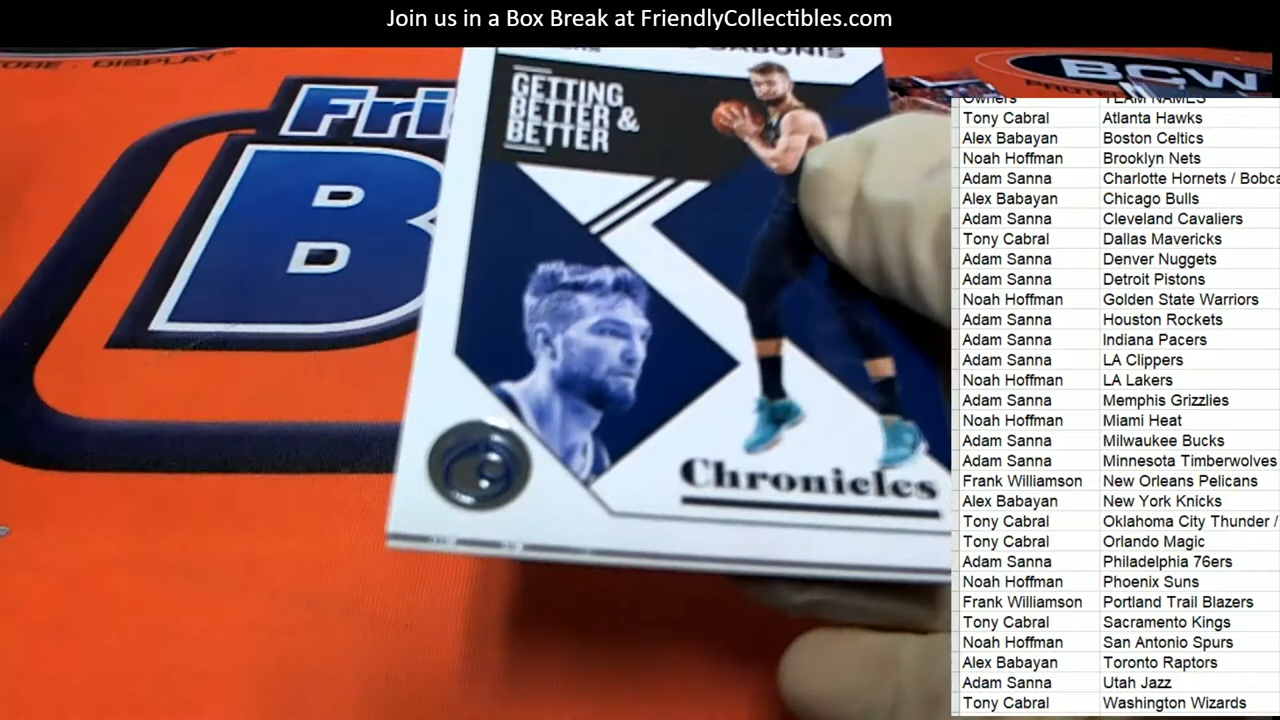 Join us in a Box Break at FriendlyCollectibles.com
TORE · DISPLAY™
Fri
B
B
D
SABONIS
GETTING
BETTER &
BETTER
Chronicles
BCW
Owners TEAM NAMES
Tony Cabral Atlanta Hawks
Alex Babayan Boston Celtics
Noah Hoffman Brooklyn Nets
Adam Sanna Charlotte Hornets / Bobca
Alex Babayan Chicago Bulls
Adam Sanna Cleveland Cavaliers
Tony Cabral Dallas Mavericks
Adam Sanna Denver Nuggets
Adam Sanna Detroit Pistons
Noah Hoffman Golden State Warriors
Adam Sanna Houston Rockets
Adam Sanna Indiana Pacers
Adam Sanna LA Clippers
Noah Hoffman LA Lakers
Adam Sanna Memphis Grizzlies
Noah Hoffman Miami Heat
Adam Sanna Milwaukee Bucks
Adam Sanna Minnesota Timberwolves
Frank Williamson New Orleans Pelicans
Alex Babayan New York Knicks
Tony Cabral Oklahoma City Thunder /
Tony Cabral Orlando Magic
Adam Sanna Philadelphia 76ers
Noah Hoffman Phoenix Suns
Frank Williamson Portland Trail Blazers
Tony Cabral Sacramento Kings
Noah Hoffman San Antonio Spurs
Alex Babayan Toronto Raptors
Adam Sanna Utah Jazz
Tony Cabral Washington Wizards